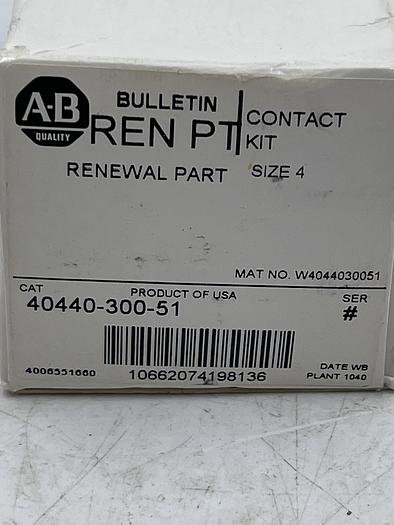 A-B
QUALITY
BULLETIN
REN PT
CONTACT
KIT
RENEWAL PART SIZE 4
MAT NO. W4044030051
CAT PRODUCT OF USA SER
40440-300-51 #
4006551660 10662074198136
DATE WB
PLANT 1040